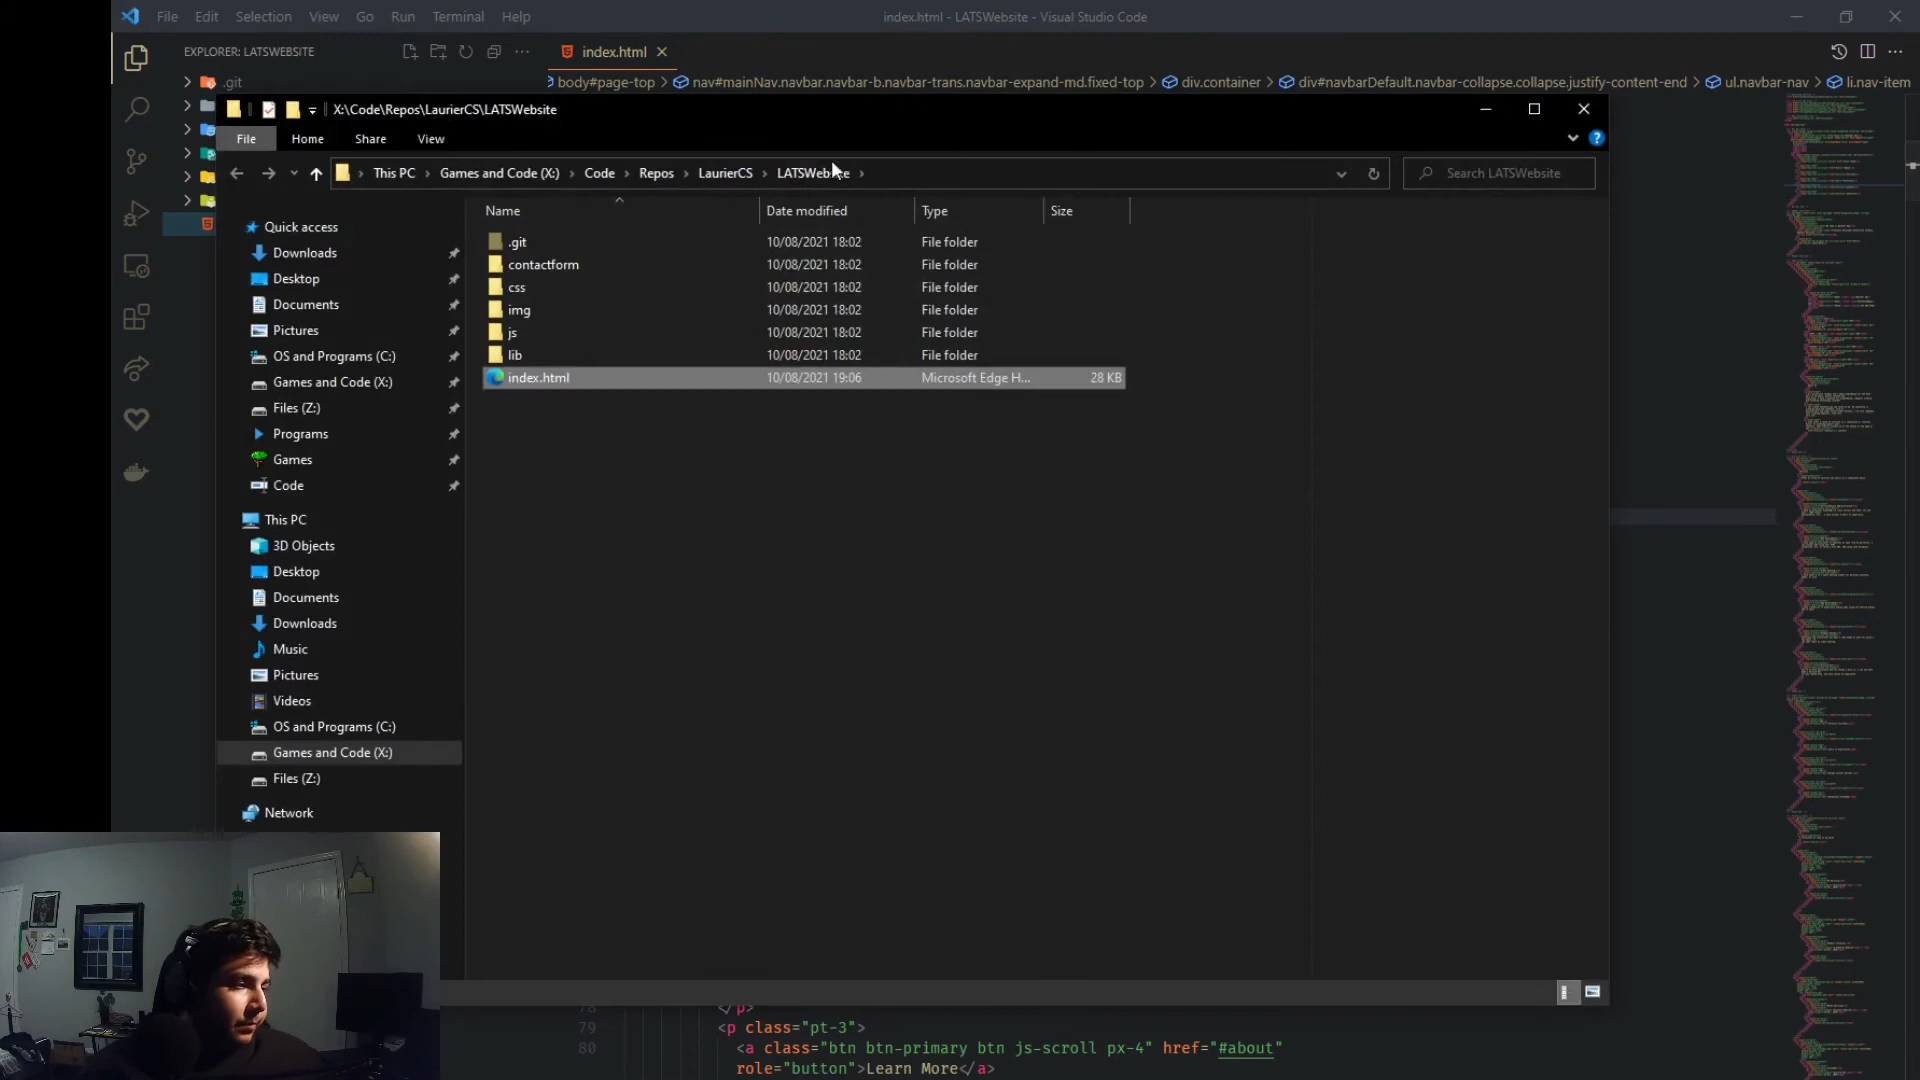 File Edit Selection View Go Run Terminal Help
index.html - LATSWebsite - Visual Studio Code
EXPLORER: LATSWEBSITE
index.html
.git
body#page-top
nav#mainNav.navbar.navbar-b.navbar-trans.navbar-expand-md.fixed-top
div.container
div#navbarDefault.navbar-collapse.collapse.justify-content-end
ul.navbar-nav
li.nav-item
X:\Code\Repos\LaurierCS\LATSWebsite
File Home Share View
This PC Games and Code (X:) Code Repos LaurierCS LATSWebsite
Search LATSWebsite
Name Date modified Type Size
.git 10/08/2021 18:02 File folder
contactform 10/08/2021 18:02 File folder
css 10/08/2021 18:02 File folder
img 10/08/2021 18:02 File folder
js 10/08/2021 18:02 File folder
lib 10/08/2021 18:02 File folder
index.html 10/08/2021 19:06 Microsoft Edge H... 28 KB
Quick access
Downloads
Desktop
Documents
Pictures
OS and Programs (C:)
Games and Code (X:)
Files (Z:)
Programs
Games
Code
This PC
3D Objects
Desktop
Documents
Downloads
Music
Pictures
Videos
OS and Programs (C:)
Games and Code (X:)
Files (Z:)
Network
78 </p>
79 <p class="pt-3">
80 <a class="btn btn-primary btn js-scroll px-4" href="#about"
role="button">Learn More</a>